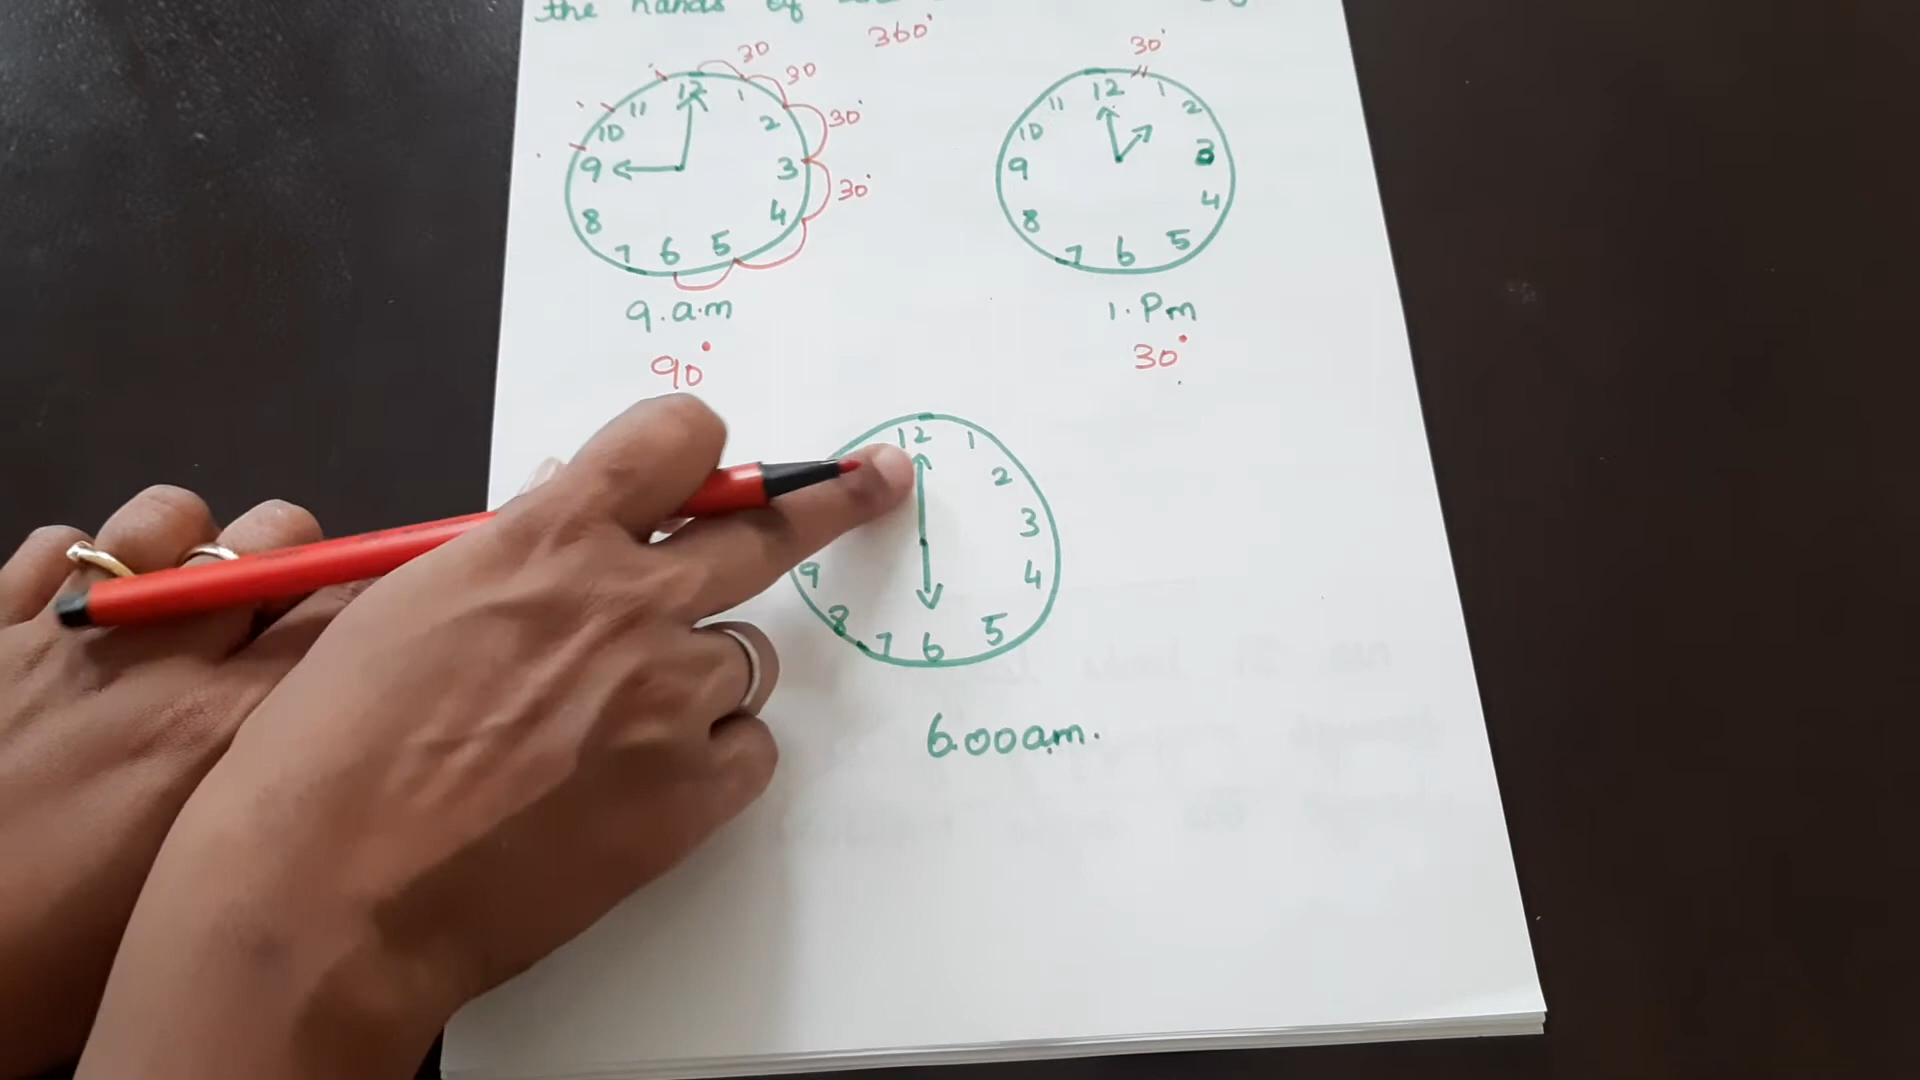 the hands of
360°
30
30
30°
30°
12 1 2 3 4 5 6 7 8 9 10 11
9.a.m
90°
30°
12 1 2 3 4 5 6 7 8 9 10 11
1.Pm
30°
12 1 2 3 4 5 6 7 8 9
6.00a.m.